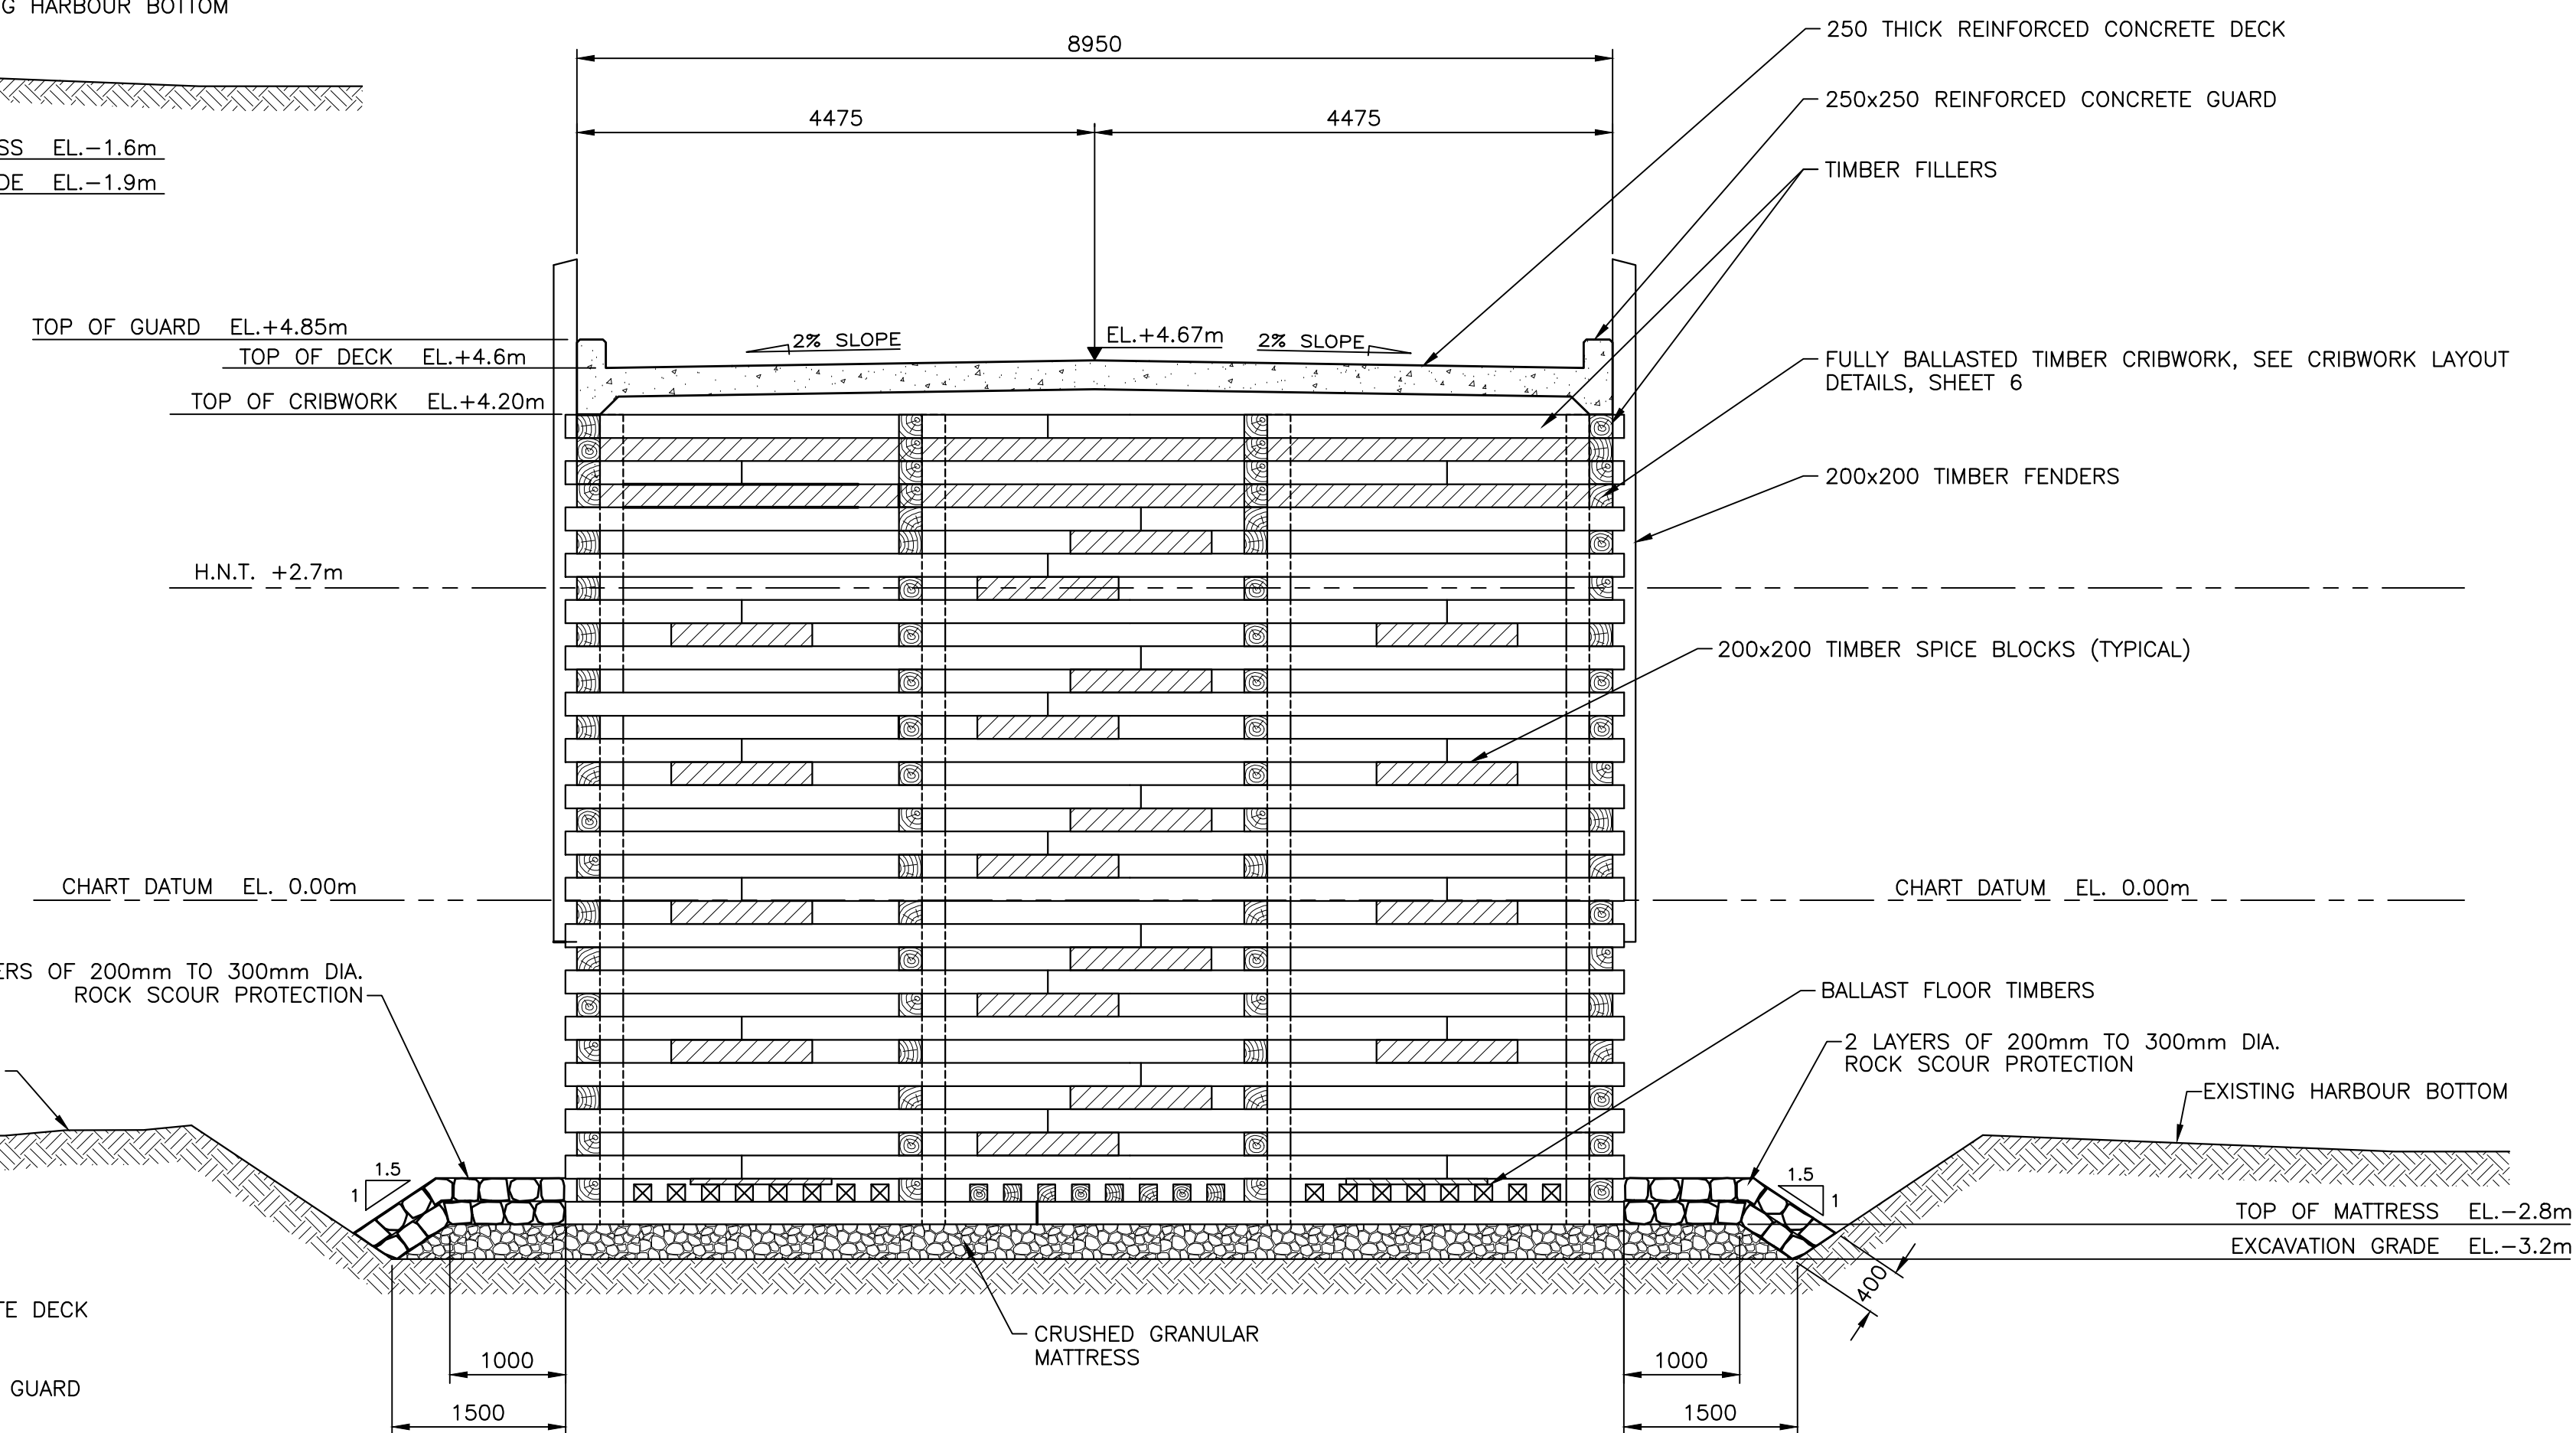 G HARBOUR BOTTOM
8950
250 THICK REINFORCED CONCRETE DECK
250x250 REINFORCED CONCRETE GUARD
4475
4475
SS EL.-1.6m
TIMBER FILLERS
DE EL.-1.9m
TOP OF GUARD EL.+4.85m
2% SLOPE
EL.+4.67m
2% SLOPE
TOP OF DECK EL.+4.6m
FULLY BALLASTED TIMBER CRIBWORK, SEE CRIBWORK LAYOUT
DETAILS, SHEET 6
TOP OF CRIBWORK EL.+4.20m
200x200 TIMBER FENDERS
H.N.T. +2.7m
200x200 TIMBER SPICE BLOCKS (TYPICAL)
CHART DATUM EL. 0.00m
CHART DATUM EL. 0.00m
ERS OF 200mm TO 300mm DIA.
ROCK SCOUR PROTECTION
BALLAST FLOOR TIMBERS
2 LAYERS OF 200mm TO 300mm DIA.
ROCK SCOUR PROTECTION
EXISTING HARBOUR BOTTOM
1.5
1
1.5
1
TOP OF MATTRESS EL.-2.8m
EXCAVATION GRADE EL.-3.2m
400
TE DECK
CRUSHED GRANULAR
MATTRESS
1000
1000
GUARD
1500
1500